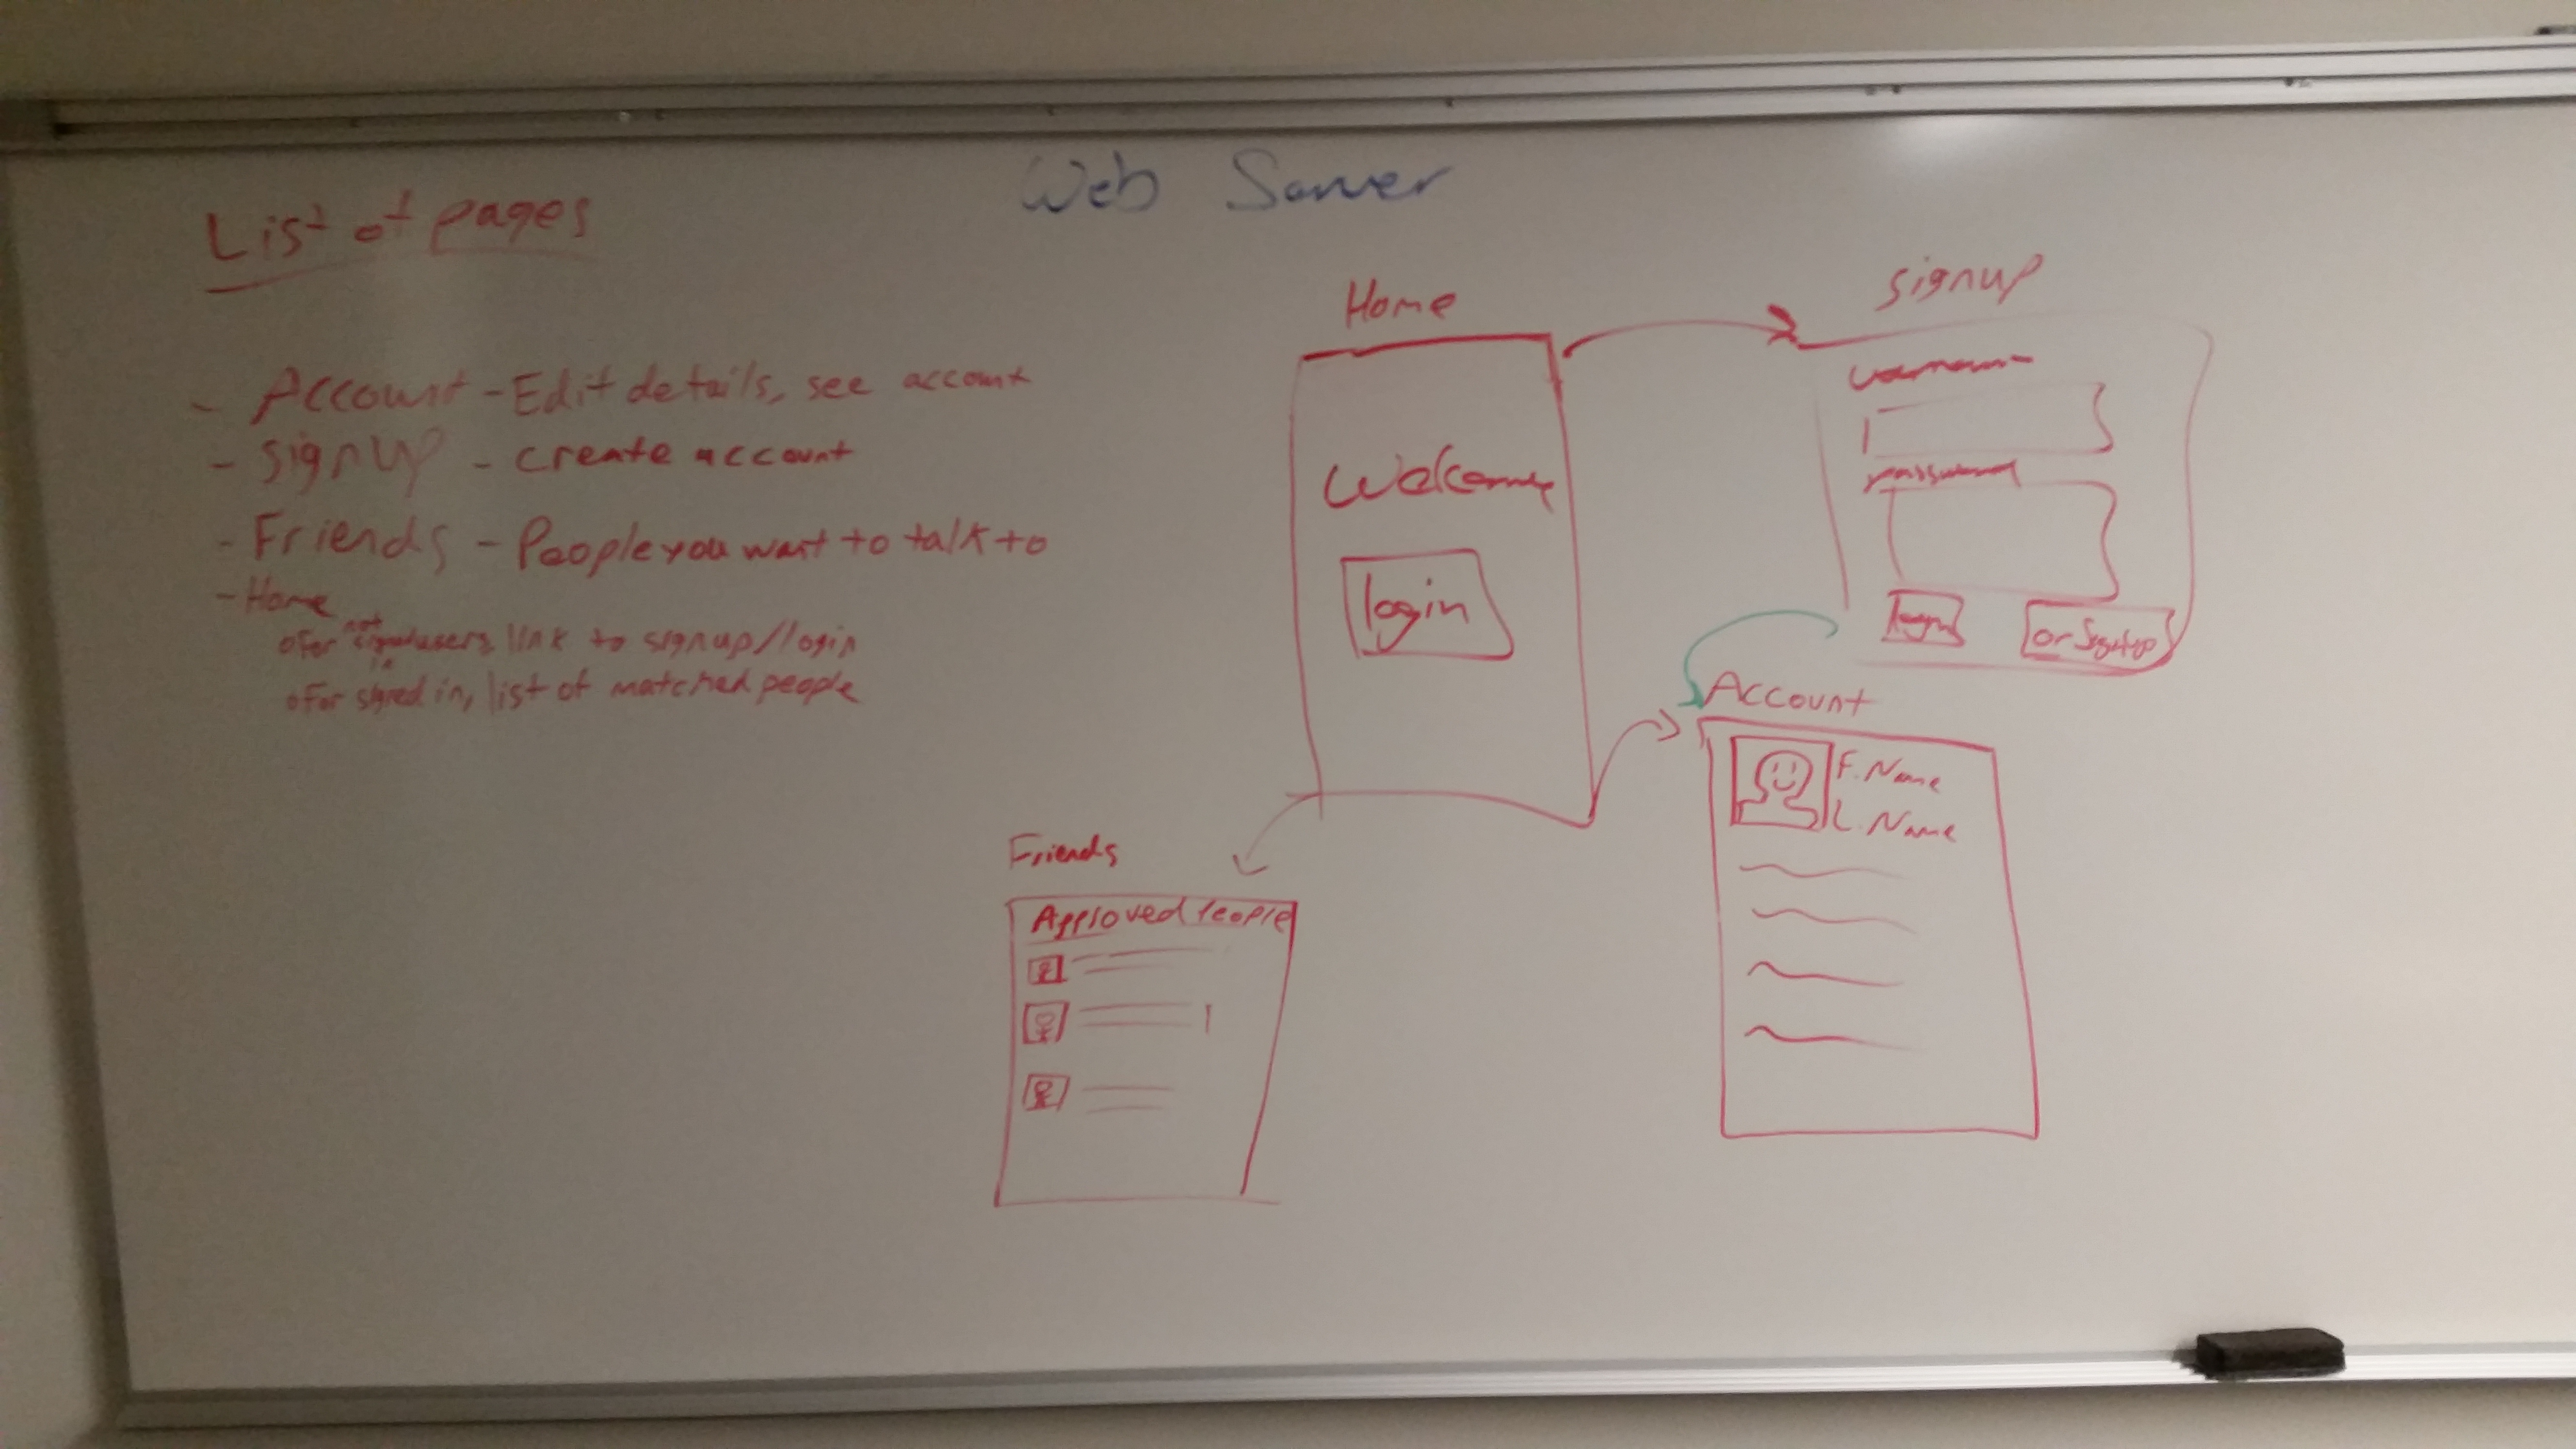 Web Server
List of pages
- Account - Edit details, see account
- signup - create account
- Friends - People you want to talk to
- Home
o For not signed in users, link to signup/login
o For signed in, list of matched people
Home
Welcome
login
signup
username
password
login
or Signup
Account
F. Name
L. Name
Friends
Approved People